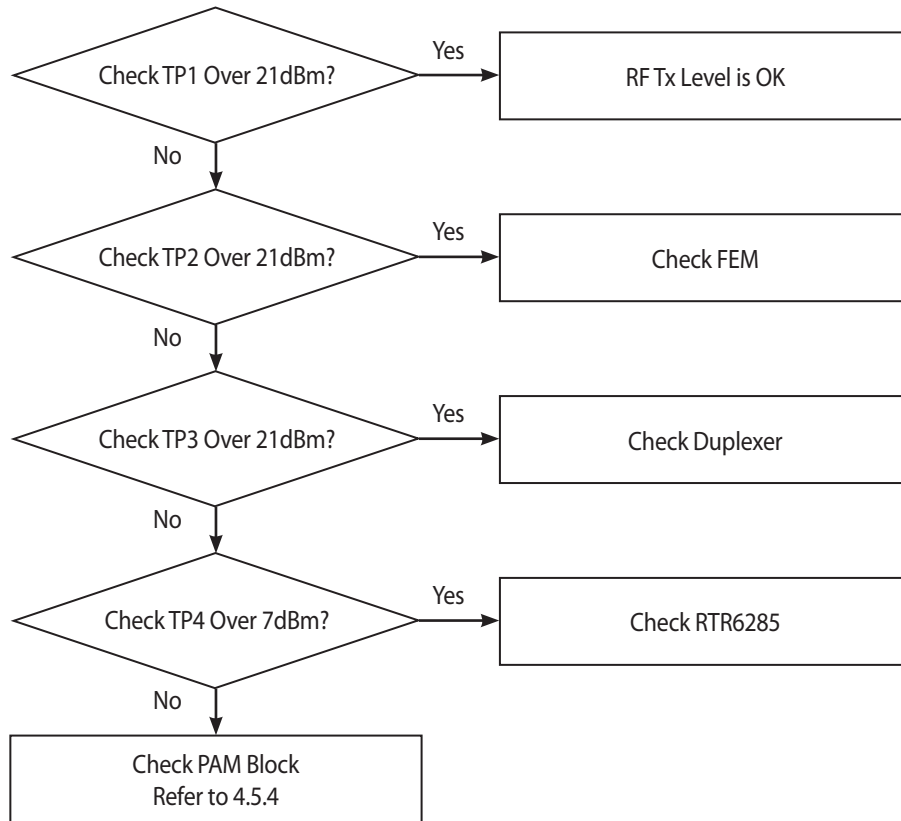 Check TP1 Over 21dBm?
Yes
RF Tx Level is OK
No
Check TP2 Over 21dBm?
Yes
Check FEM
No
Check TP3 Over 21dBm?
Yes
Check Duplexer
No
Check TP4 Over 7dBm?
Yes
Check RTR6285
No
Check PAM Block
Refer to 4.5.4